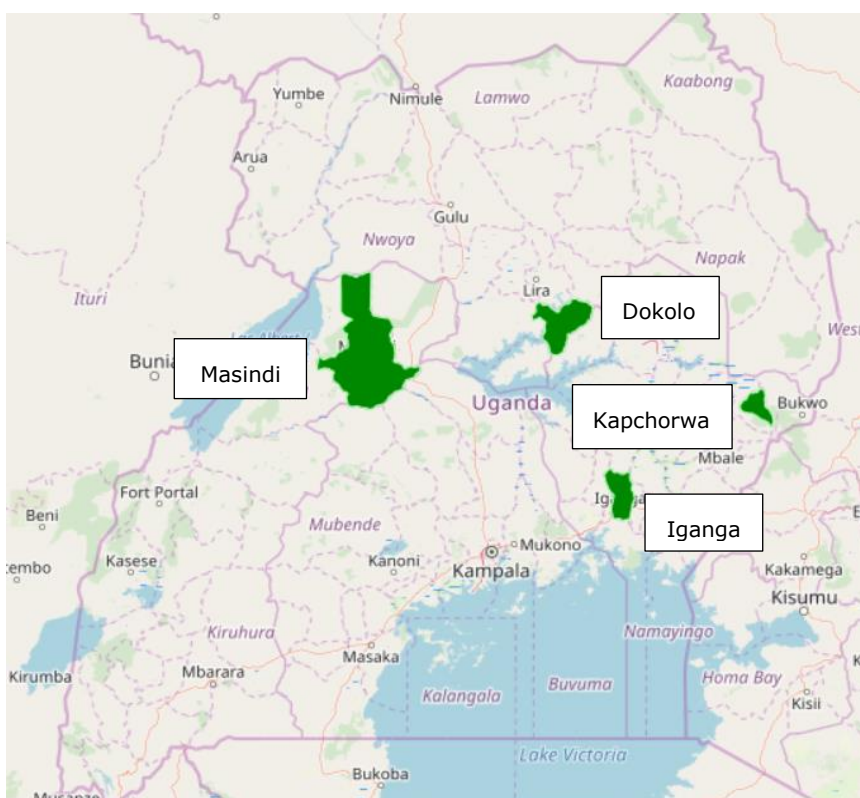 Yumbe
Nimule
Lamwo
Kaabong
Arua
Gulu
Nwoya
Napak
Ituri
Lira
Dokolo
Masindi
Uganda
Kapchorwa
Bukwo
Mbale
Fort Portal
Iganga
Beni
Mubende
Mukono
Kasese
Kanoni
Kampala
Kakamega
Kisumu
Kiruhura
Namayingo
Masaka
Kirumba
Mbarara
Kalangala
Buvuma
Homa Bay
Kisii
Lake Victoria
Bukoba